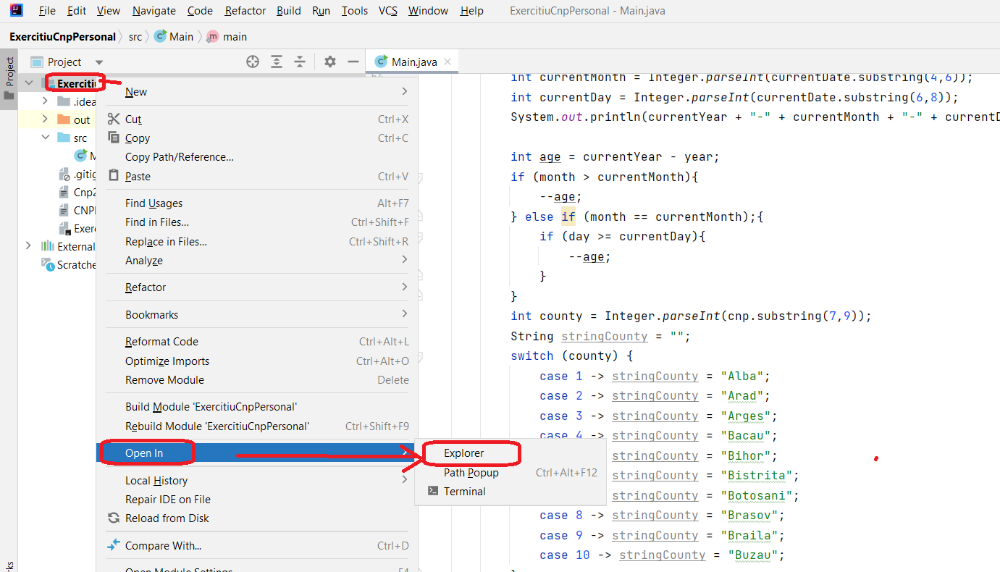 File Edit View Navigate Code Refactor Build Run Tools VCS Window Help ExercitiuCnpPersonal - Main.java
ExercitiuCnpPersonal src Main main
Project
Project
Main.java
Exerciti
.idea
out
src
M
.gitig
Cnp2
CNPI
Exer
External
Scratche
New
Cut Ctrl+X
Copy Ctrl+C
Copy Path/Reference...
Paste Ctrl+V
Find Usages Alt+F7
Find in Files... Ctrl+Shift+F
Replace in Files... Ctrl+Shift+R
Analyze
Refactor
Bookmarks
Reformat Code Ctrl+Alt+L
Optimize Imports Ctrl+Alt+O
Remove Module Delete
Build Module 'ExercitiuCnpPersonal'
Rebuild Module 'ExercitiuCnpPersonal' Ctrl+Shift+F9
Open In
Local History
Repair IDE on File
Reload from Disk
Compare With... Ctrl+D
Open Module Settings F4
Explorer
Path Popup Ctrl+Alt+F12
Terminal
int currentMonth = Integer.parseInt(currentDate.substring(4,6));
int currentDay = Integer.parseInt(currentDate.substring(6,8));
System.out.println(currentYear + "-" + currentMonth + "-" + currentD
int age = currentYear - year;
if (month > currentMonth){
--age;
} else if (month == currentMonth);{
if (day >= currentDay){
--age;
}
}
int county = Integer.parseInt(cnp.substring(7,9));
String stringCounty = "";
switch (county) {
case 1 -> stringCounty = "Alba";
case 2 -> stringCounty = "Arad";
case 3 -> stringCounty = "Arges";
case 4 -> stringCounty = "Bacau";
stringCounty = "Bihor";
stringCounty = "Bistrita";
stringCounty = "Botosani";
case 8 -> stringCounty = "Brasov";
case 9 -> stringCounty = "Braila";
case 10 -> stringCounty = "Buzau";